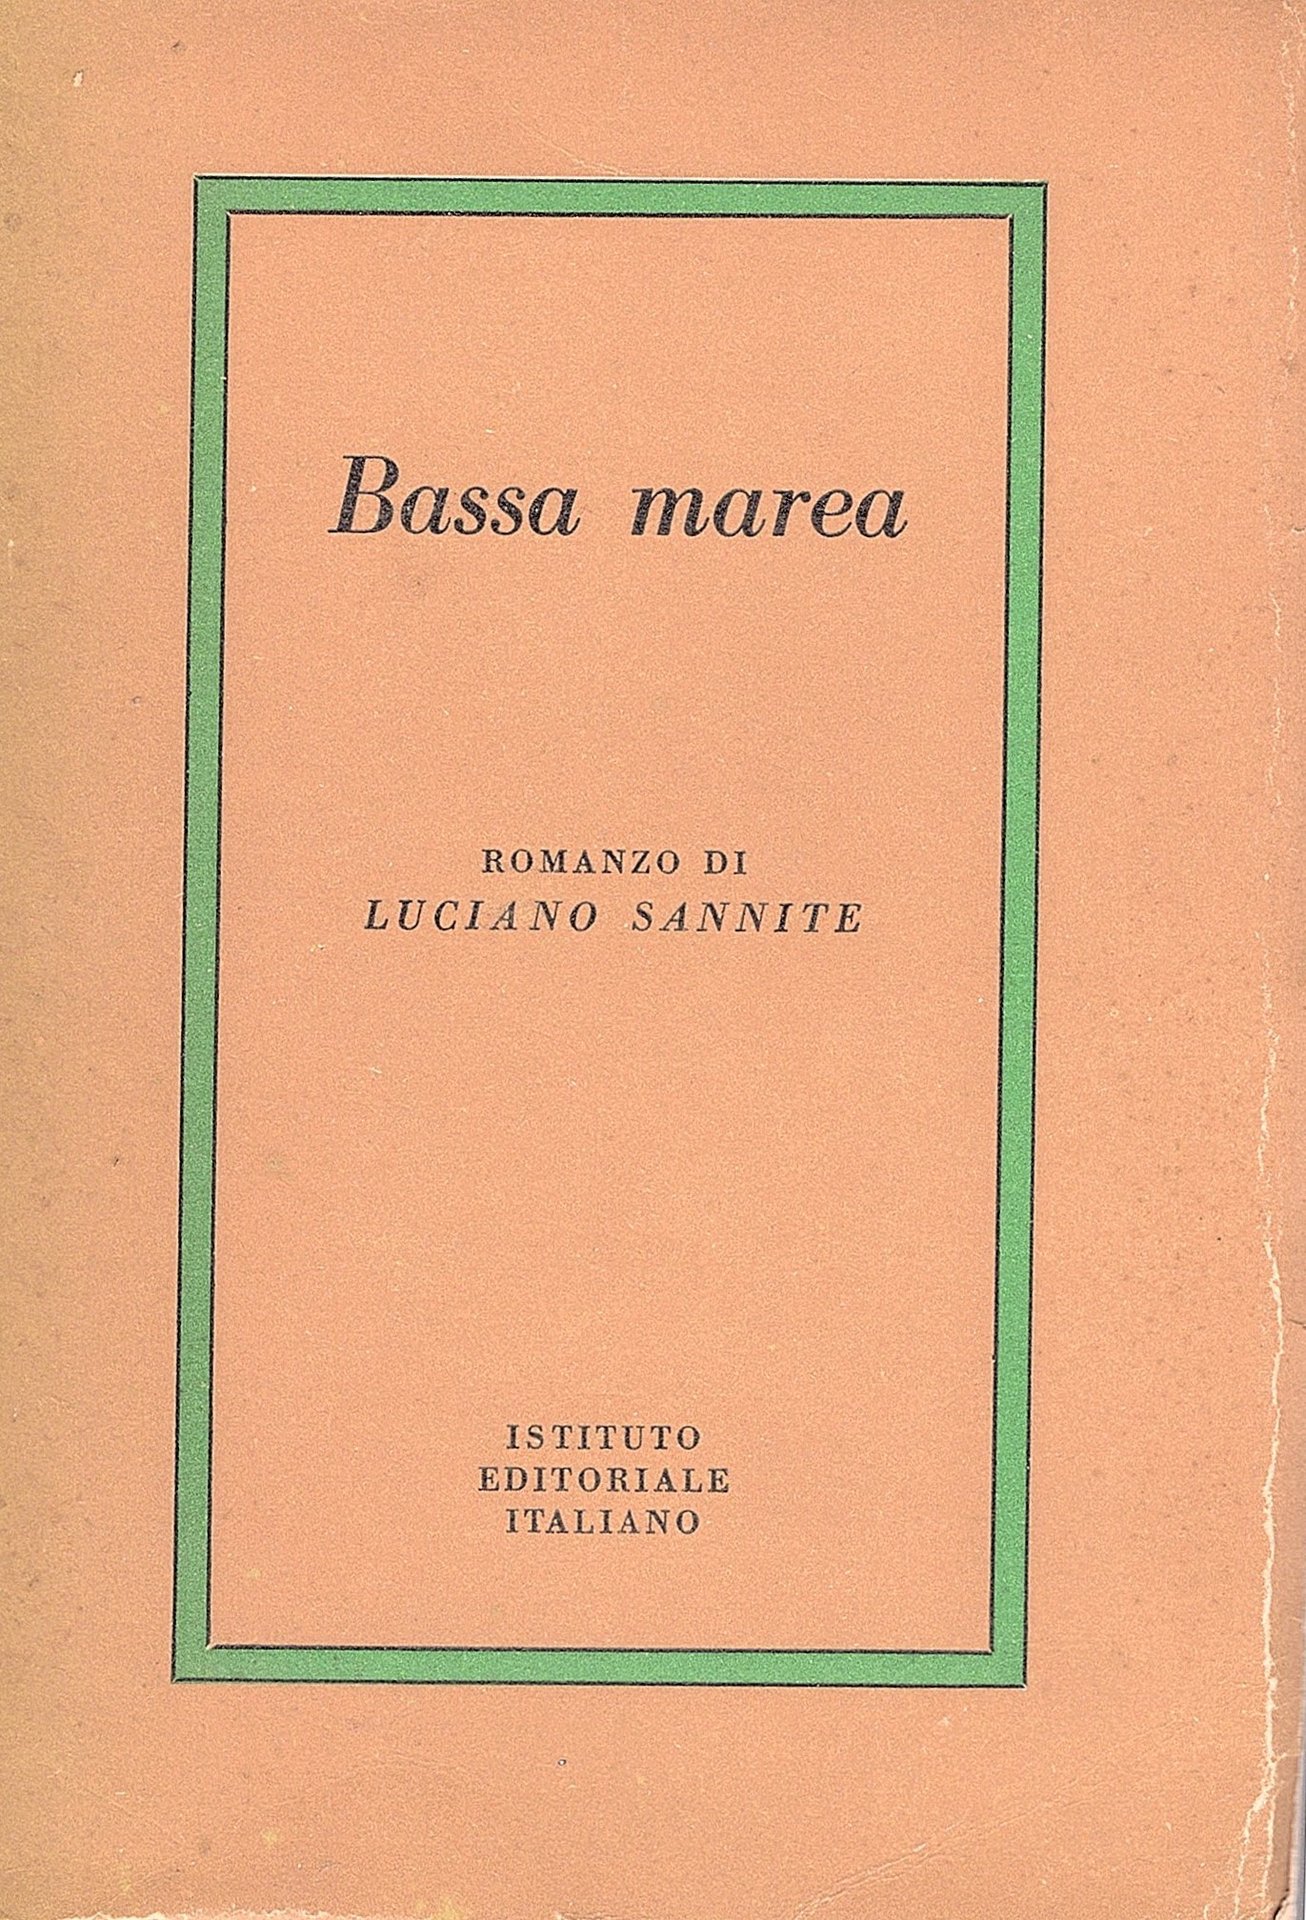 Bassa marea
ROMANZO DI
LUCIANO SANNITE
ISTITUTO
EDITORIALE
ITALIANO